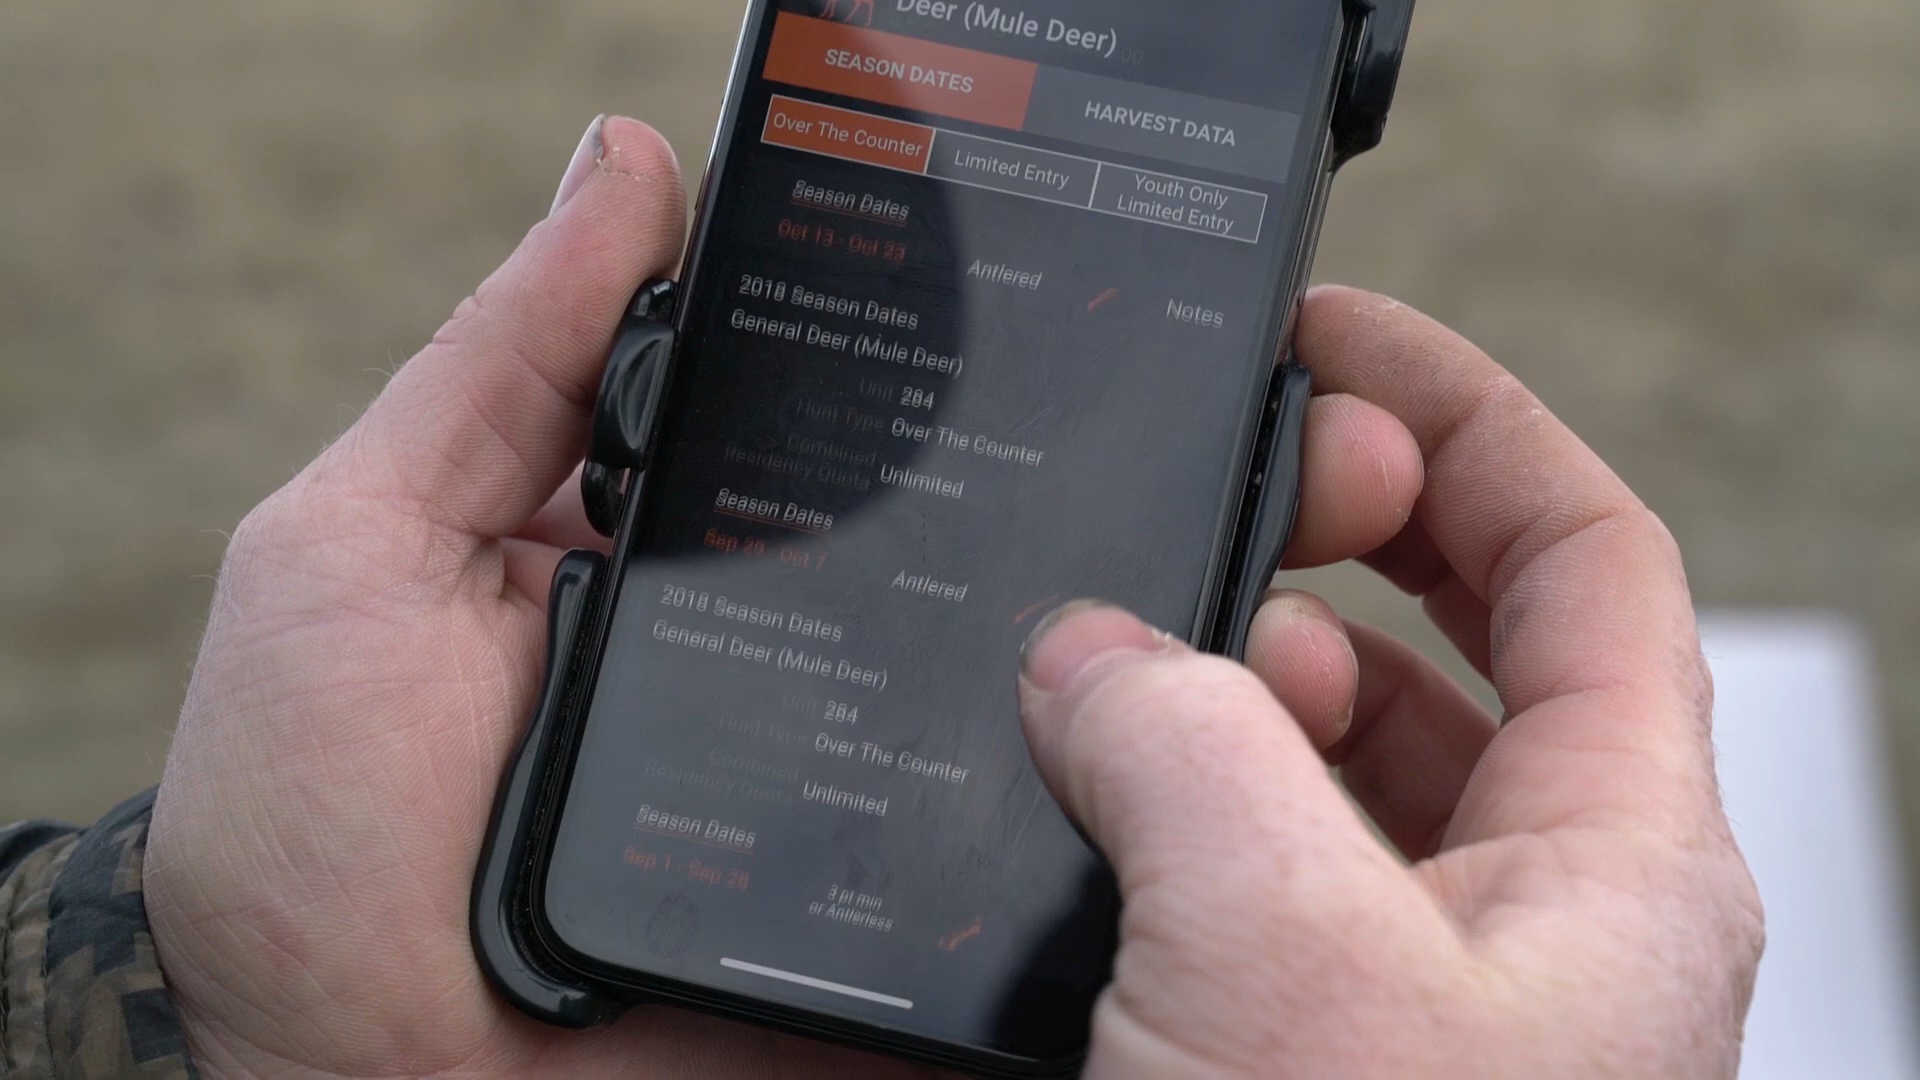 Deer (Mule Deer)
SEASON DATES
HARVEST DATA
Over The Counter
Limited Entry
Youth Only
Limited Entry
Season Dates
Oct 13 - Oct 23
Antlered
Notes
2018 Season Dates
General Deer (Mule Deer)
Unit 284
Hunt Type Over The Counter
Combined
Residency Quota Unlimited
Season Dates
Sep 29 - Oct 7
Antlered
2018 Season Dates
General Deer (Mule Deer)
Unit 284
Hunt Type Over The Counter
Combined
Residency Quota Unlimited
Season Dates
Sep 1 - Sep 28
3 pt min
or Antlerless